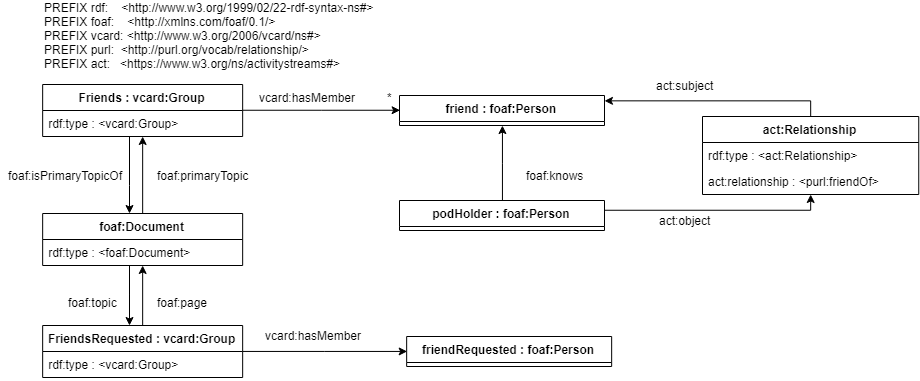 PREFIX rdf: <http://www.w3.org/1999/02/22-rdf-syntax-ns#>
PREFIX foaf: <http://xmlns.com/foaf/0.1/>
PREFIX vcard: <http://www.w3.org/2006/vcard/ns#>
PREFIX purl: <http://purl.org/vocab/relationship/>
PREFIX act: <https://www.w3.org/ns/activitystreams#>
Friends : vcard:Group
rdf:type : <vcard:Group>
vcard:hasMember
*
friend : foaf:Person
act:subject
act:Relationship
rdf:type : <act:Relationship>
act:relationship : <purl:friendOf>
foaf:isPrimaryTopicOf
foaf:primaryTopic
foaf:knows
podHolder : foaf:Person
act:object
foaf:Document
rdf:type : <foaf:Document>
foaf:topic
foaf:page
FriendsRequested : vcard:Group
rdf:type : <vcard:Group>
vcard:hasMember
friendRequested : foaf:Person